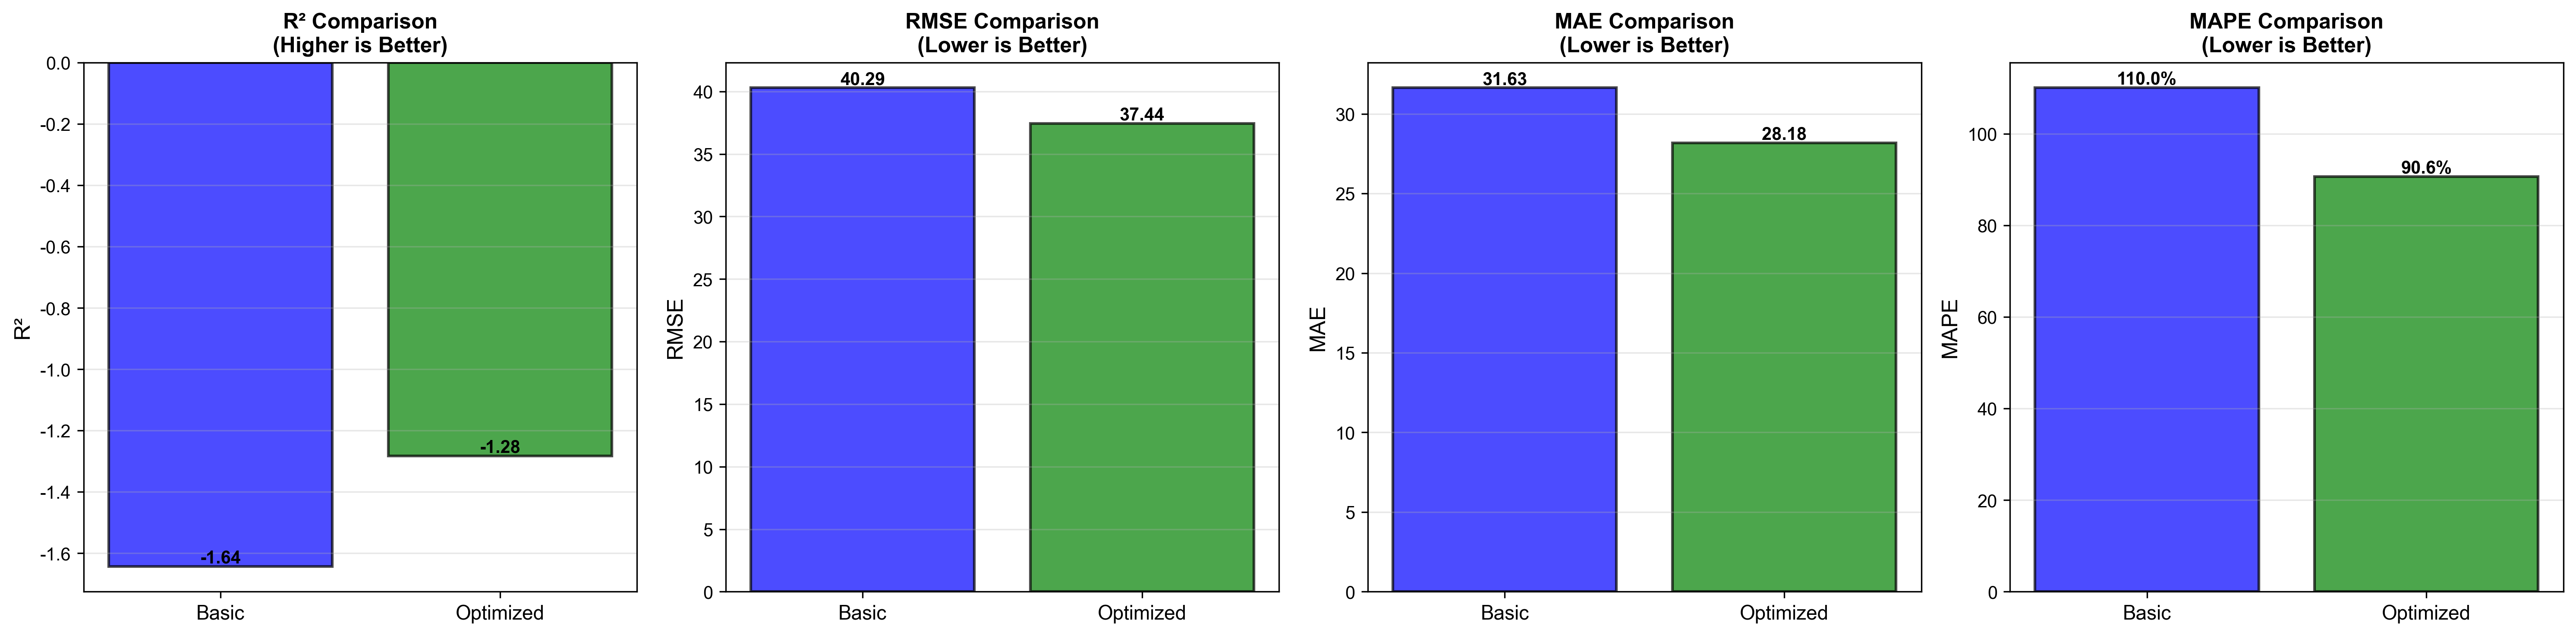 R² Comparison
(Higher is Better)
0.0
-0.2
-0.4
-0.6
-0.8
-1.0
-1.2
-1.4
-1.6
R²
-1.64
-1.28
Basic
Optimized
RMSE Comparison
(Lower is Better)
40
35
30
25
20
15
10
5
0
RMSE
40.29
37.44
Basic
Optimized
MAE Comparison
(Lower is Better)
30
25
20
15
10
5
0
MAE
31.63
28.18
Basic
Optimized
MAPE Comparison
(Lower is Better)
100
80
60
40
20
0
MAPE
110.0%
90.6%
Basic
Optimized